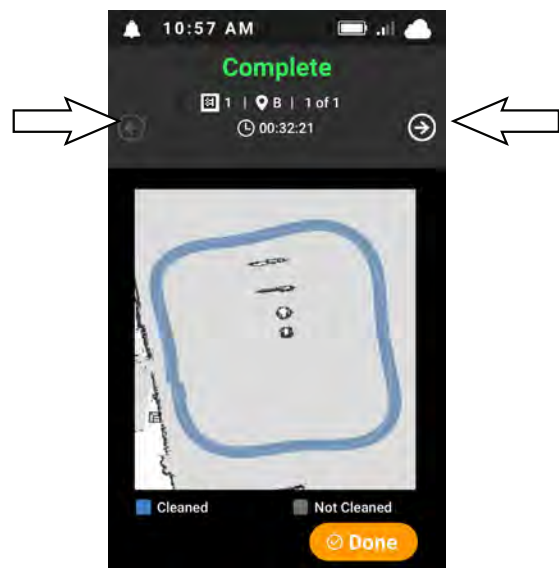 10:57 AM
Complete
1 | B | 1 of 1
00:32:21
Cleaned Not Cleaned
Done